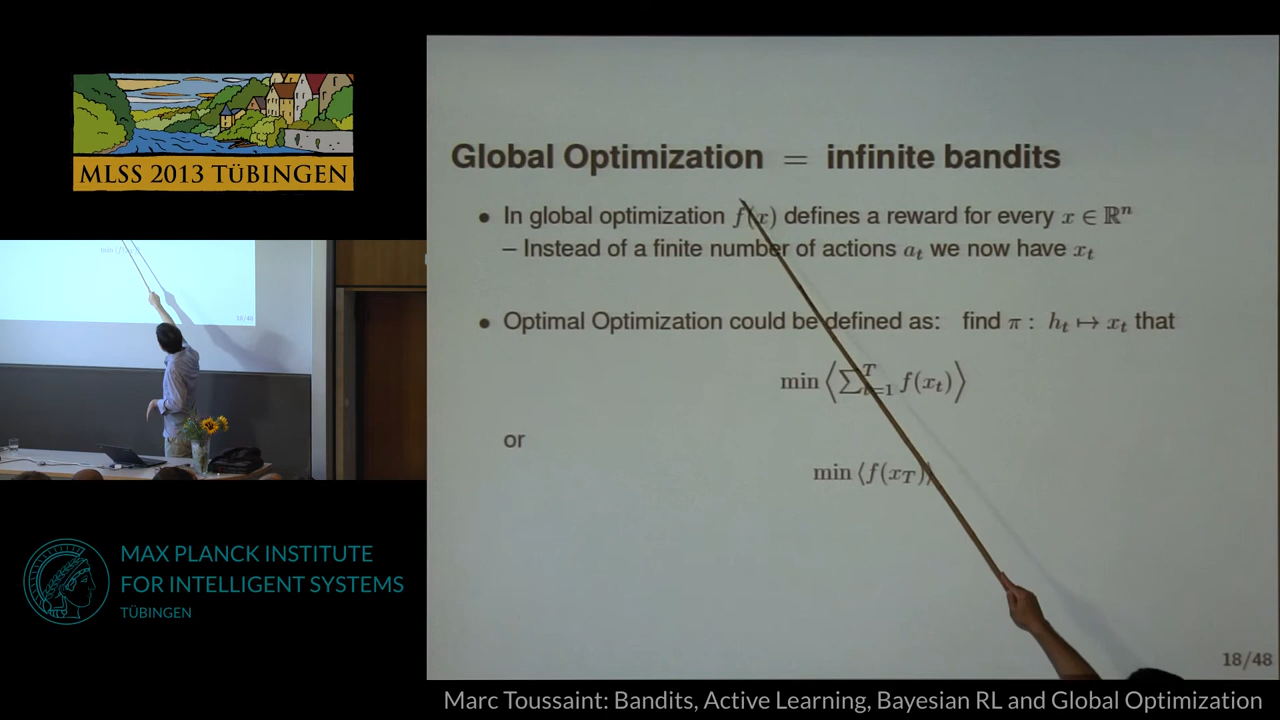 MLSS 2013 TÜBINGEN
18/48
MAX PLANCK INSTITUTE
FOR INTELLIGENT SYSTEMS
TÜBINGEN
Global Optimization = infinite bandits
• In global optimization f(x) defines a reward for every x ∈ ℝⁿ
– Instead of a finite number of actions aₜ we now have xₜ
• Optimal Optimization could be defined as: find π : hₜ ↦ xₜ that
min ⟨∑ᵀₜ₌₁ f(xₜ)⟩
or
min ⟨f(x_T)⟩
18/48
Marc Toussaint: Bandits, Active Learning, Bayesian RL and Global Optimization